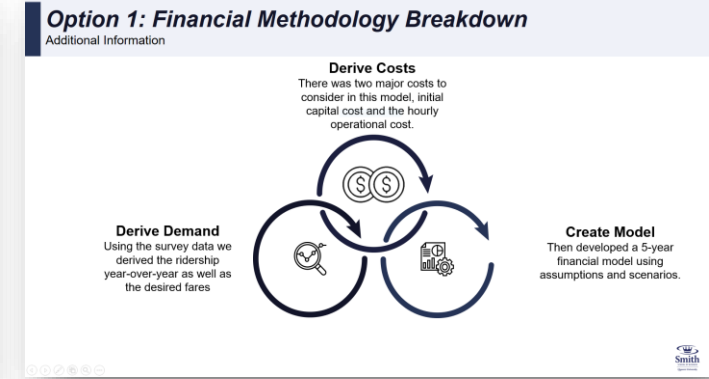 Option 1: Financial Methodology Breakdown
Additional Information
Derive Costs
There was two major costs to
consider in this model, initial
capital cost and the hourly
operational cost.
Derive Demand
Using the survey data we
derived the ridership
year-over-year as well as
the desired fares
Create Model
Then developed a 5-year
financial model using
assumptions and scenarios.
Smith